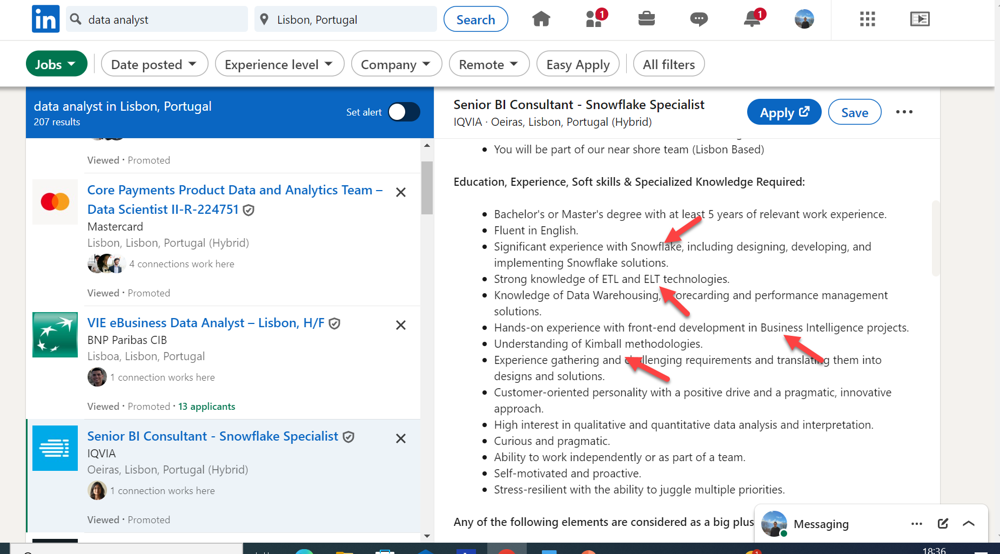 in
data analyst
Lisbon, Portugal
Search
1
1
Jobs
Date posted
Experience level
Company
Remote
Easy Apply
All filters
data analyst in Lisbon, Portugal
207 results
Set alert
Viewed · Promoted
Core Payments Product Data and Analytics Team –
Data Scientist II-R-224751
Mastercard
Lisbon, Lisbon, Portugal (Hybrid)
4 connections work here
Viewed · Promoted
VIE eBusiness Data Analyst – Lisbon, H/F
BNP Paribas CIB
Lisboa, Lisbon, Portugal
1 connection works here
Viewed · Promoted · 13 applicants
Senior BI Consultant - Snowflake Specialist
IQVIA
Oeiras, Lisbon, Portugal (Hybrid)
1 connection works here
Viewed · Promoted
Senior BI Consultant - Snowflake Specialist
IQVIA · Oeiras, Lisbon, Portugal (Hybrid)
Apply
Save
• You will be part of our near shore team (Lisbon Based)
Education, Experience, Soft skills & Specialized Knowledge Required:
• Bachelor's or Master's degree with at least 5 years of relevant work experience.
• Fluent in English.
• Significant experience with Snowflake, including designing, developing, and
implementing Snowflake solutions.
• Strong knowledge of ETL and ELT technologies.
• Knowledge of Data Warehousing, scorecarding and performance management
solutions.
• Hands-on experience with front-end development in Business Intelligence projects.
• Understanding of Kimball methodologies.
• Experience gathering and challenging requirements and translating them into
designs and solutions.
• Customer-oriented personality with a positive drive and a pragmatic, innovative
approach.
• High interest in qualitative and quantitative data analysis and interpretation.
• Curious and pragmatic.
• Ability to work independently or as part of a team.
• Self-motivated and proactive.
• Stress-resilient with the ability to juggle multiple priorities.
Any of the following elements are considered as a big plus
Messaging
1
18:36